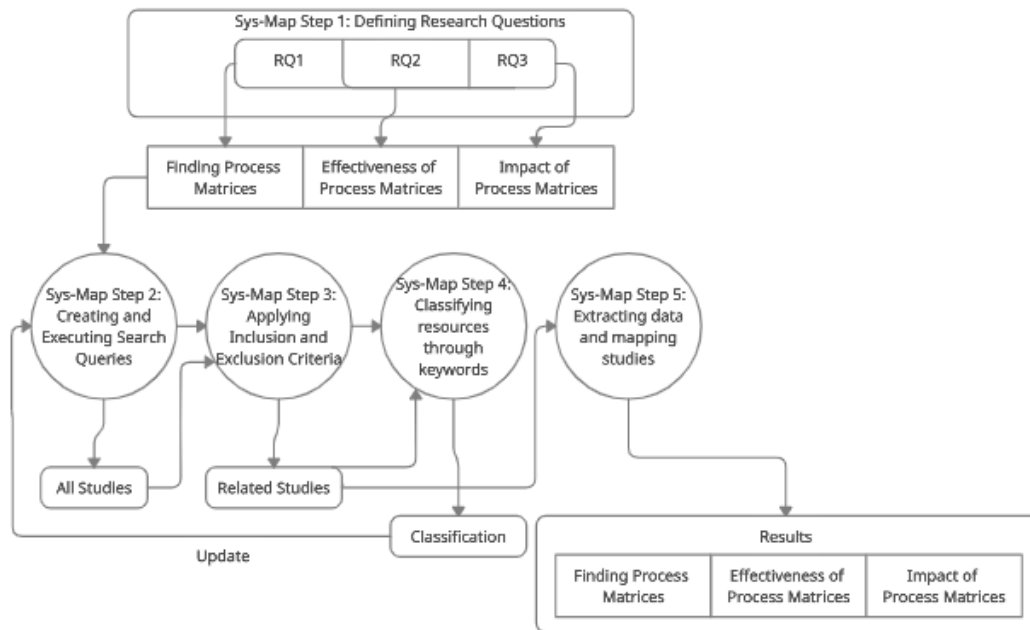 Sys-Map Step 1: Defining Research Questions
RQ1
RQ2
RQ3
Finding Process
Matrices
Effectiveness of
Process Matrices
Impact of
Process Matrices
Sys-Map Step 2:
Creating and
Executing Search
Queries
Sys-Map Step 3:
Applying
Inclusion and
Exclusion Criteria
Sys-Map Step 4:
Classifying
resources
through
keywords
Sys-Map Step 5:
Extracting data
and mapping
studies
All Studies
Related Studies
Classification
Update
Results
Finding Process
Matrices
Effectiveness of
Process Matrices
Impact of
Process Matrices